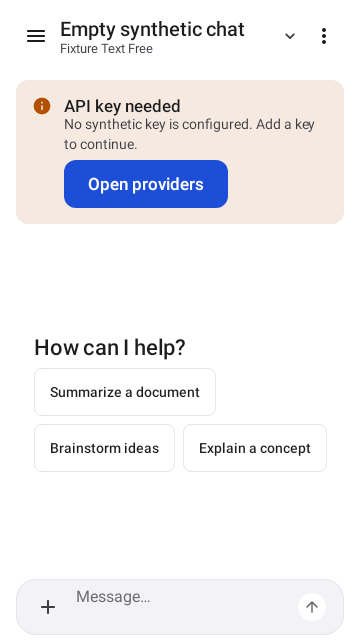 Empty synthetic chat
Fixture Text Free
API key needed
No synthetic key is configured. Add a key
to continue.
Open providers
How can I help?
Summarize a document
Brainstorm ideas
Explain a concept
Message…